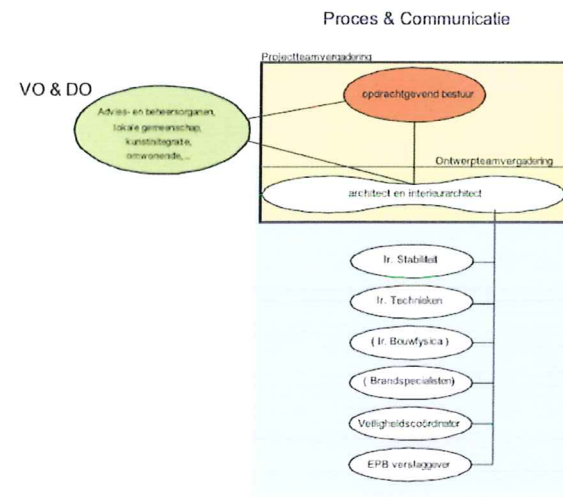 Proces & Communicatie
Projectteamvergadering
VO & DO
opdrachtgevend bestuur
Advies- en beheersorganen,
lokale gemeenschap,
kunstintegratie,
omwonende,...
Ontwerpteamvergadering
architect en interieurarchitect
Ir. Stabiliteit
Ir. Technieken
( Ir. Bouwfysica )
( Brandspecialisten)
Veiligheidscoördinator
EPB verslaggever